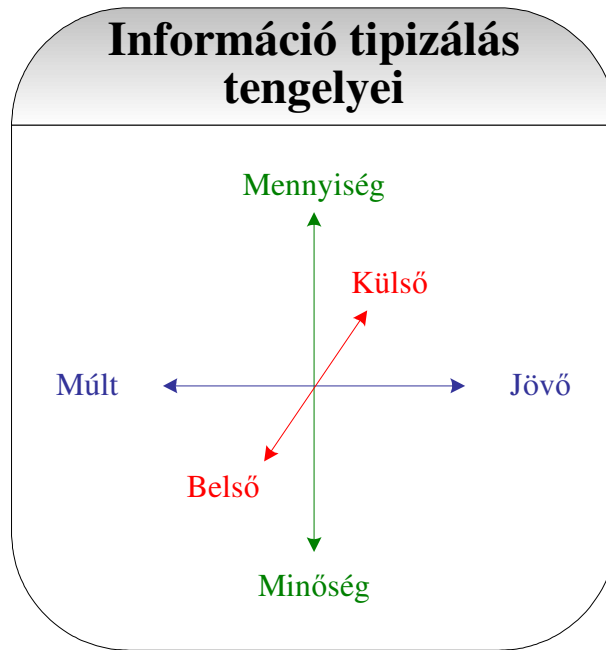 Információ tipizálás
tengelyei
Mennyiség
Külső
Múlt
Jövő
Belső
Minőség